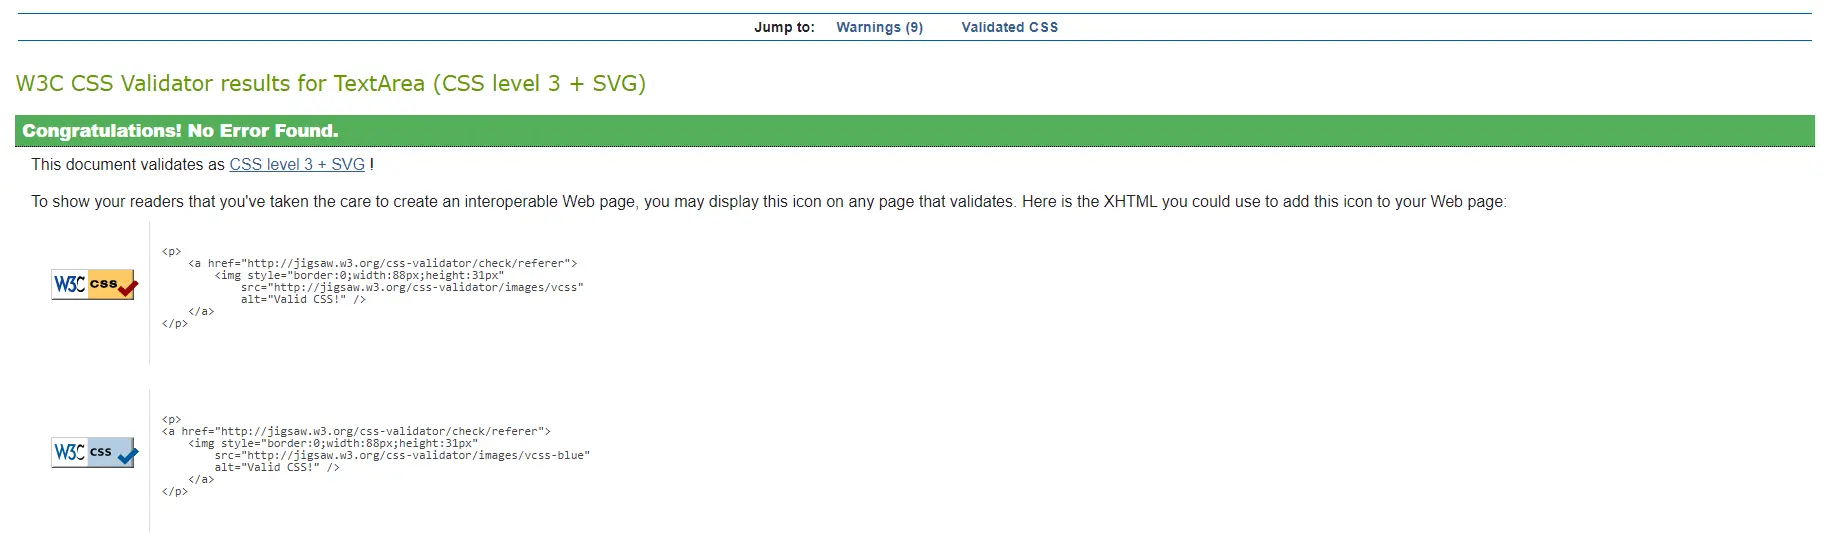 Jump to: Warnings (9) Validated CSS
W3C CSS Validator results for TextArea (CSS level 3 + SVG)
Congratulations! No Error Found.
This document validates as CSS level 3 + SVG !
To show your readers that you've taken the care to create an interoperable Web page, you may display this icon on any page that validates. Here is the XHTML you could use to add this icon to your Web page:
W3C css
<p>
<a href="http://jigsaw.w3.org/css-validator/check/referer">
<img style="border:0;width:88px;height:31px"
src="http://jigsaw.w3.org/css-validator/images/vcss"
alt="Valid CSS!" />
</a>
</p>
W3C css
<p>
<a href="http://jigsaw.w3.org/css-validator/check/referer">
<img style="border:0;width:88px;height:31px"
src="http://jigsaw.w3.org/css-validator/images/vcss-blue"
alt="Valid CSS!" />
</a>
</p>